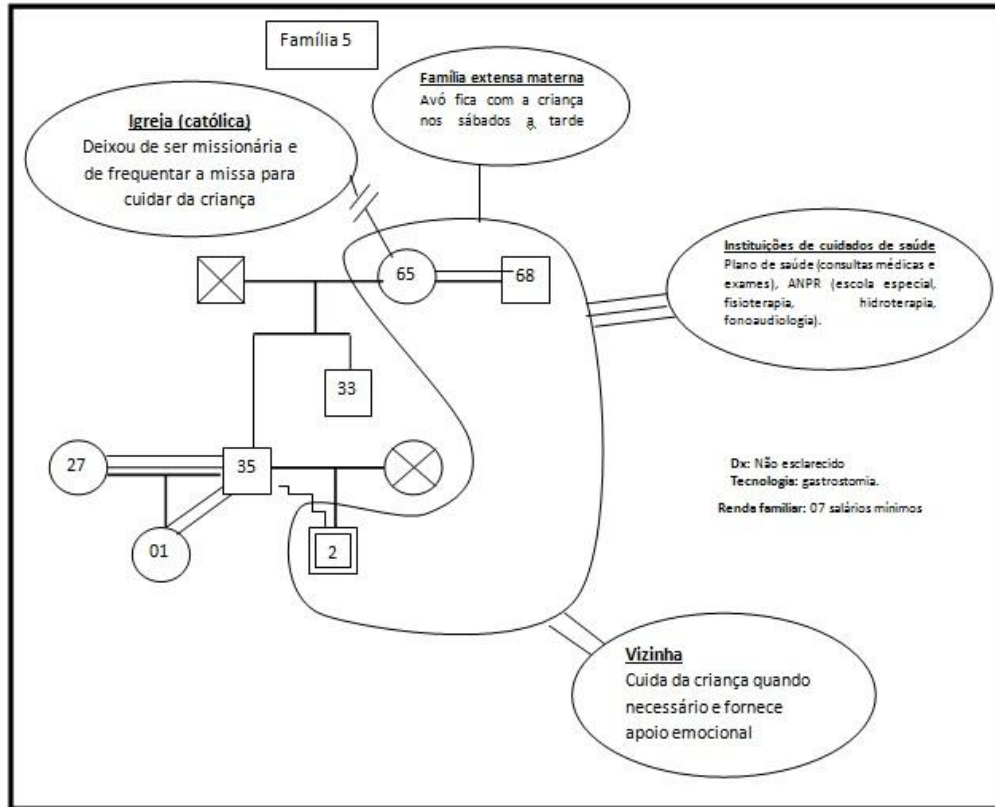 Família 5
Família extensa materna
Avó fica com a criança
nos sábados a tarde
Igreja (católica)
Deixou de ser missionária e
de frequentar a missa para
cuidar da criança
Instituições de cuidados de saúde
Plano de saúde (consultas médicas e
exames), ANPR (escola especial,
fisioterapia, hidroterapia,
fonoaudiologia).
65
68
33
27
35
01
2
Dx: Não esclarecido
Tecnologia: gastrostomia.
Renda familiar: 07 salários mínimos
Vizinha
Cuida da criança quando
necessário e fornece
apoio emocional